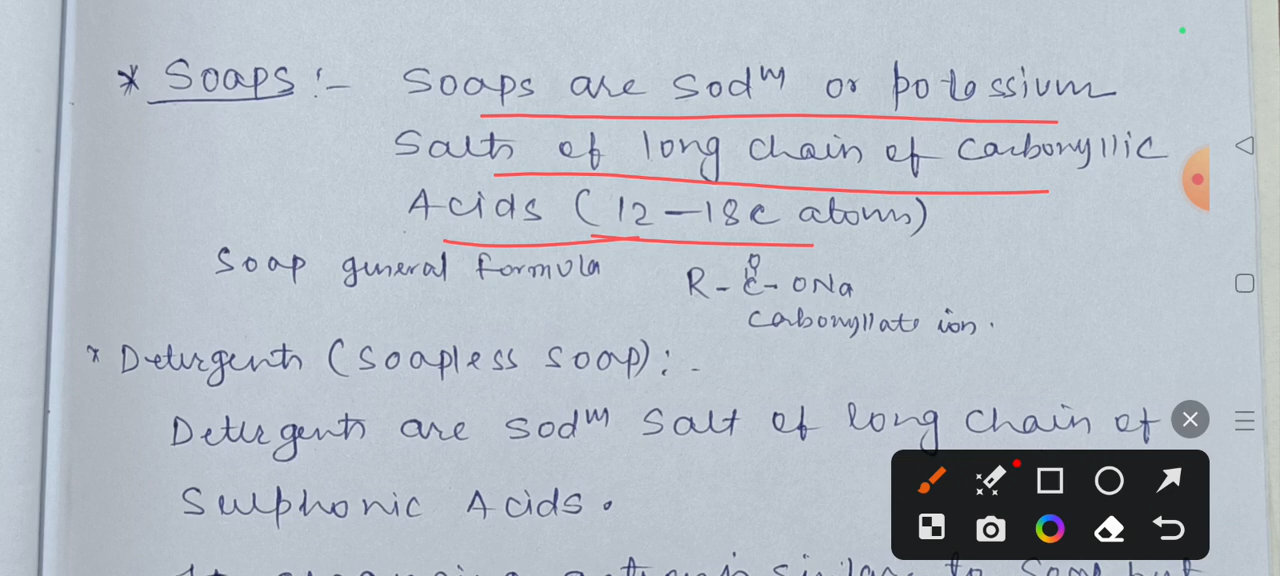 * Soaps :- Soaps are Sodᵐ or potessium
Salts of long chain of Carbonyllic
Acids (12-18c atoms)
Soap general formula R-C-ONa
O
Carbonyllate ion.
* Detergents (Soapless soap): -
Detergents are Sodᵐ Salt of long Chain of
Sulphonic Acids.